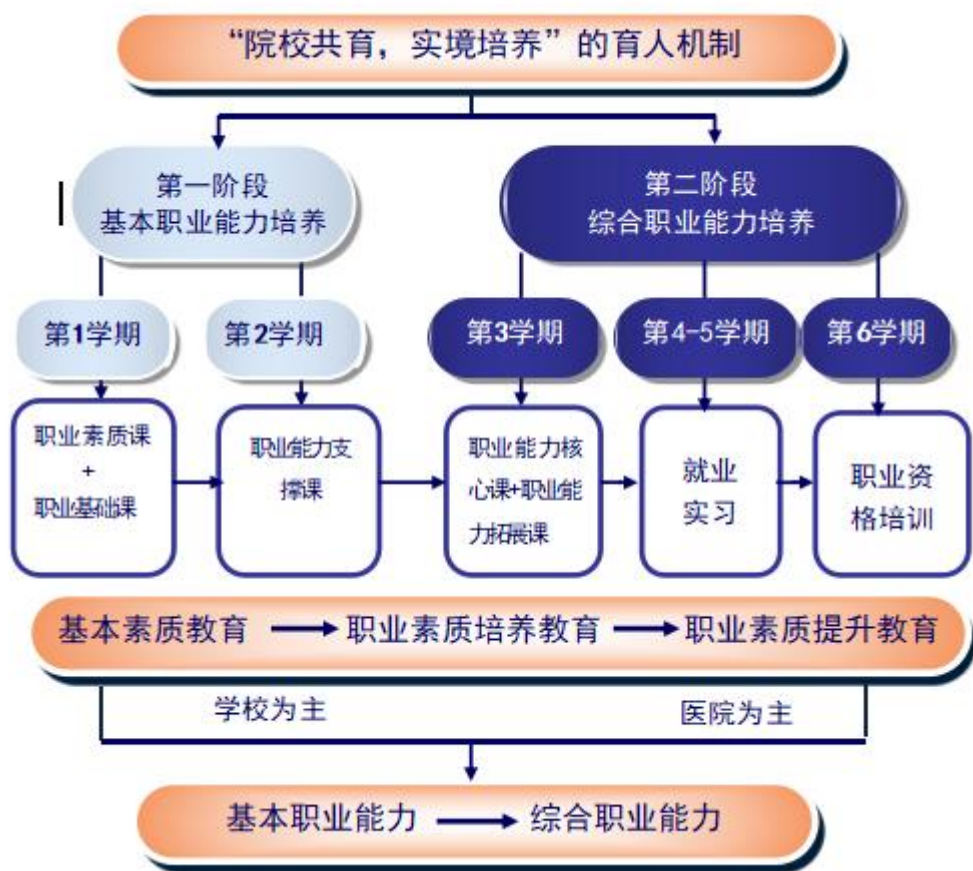 “院校共育，实境培养”的育人机制
第一阶段
基本职业能力培养
第二阶段
综合职业能力培养
第1学期
第2学期
第3学期
第4-5学期
第6学期
职业素质课
+
职业基础课
职业能力支
撑课
职业能力核
心课+职业能
力拓展课
就业
实习
职业资
格培训
基本素质教育
职业素质培养教育
职业素质提升教育
学校为主
医院为主
基本职业能力
综合职业能力